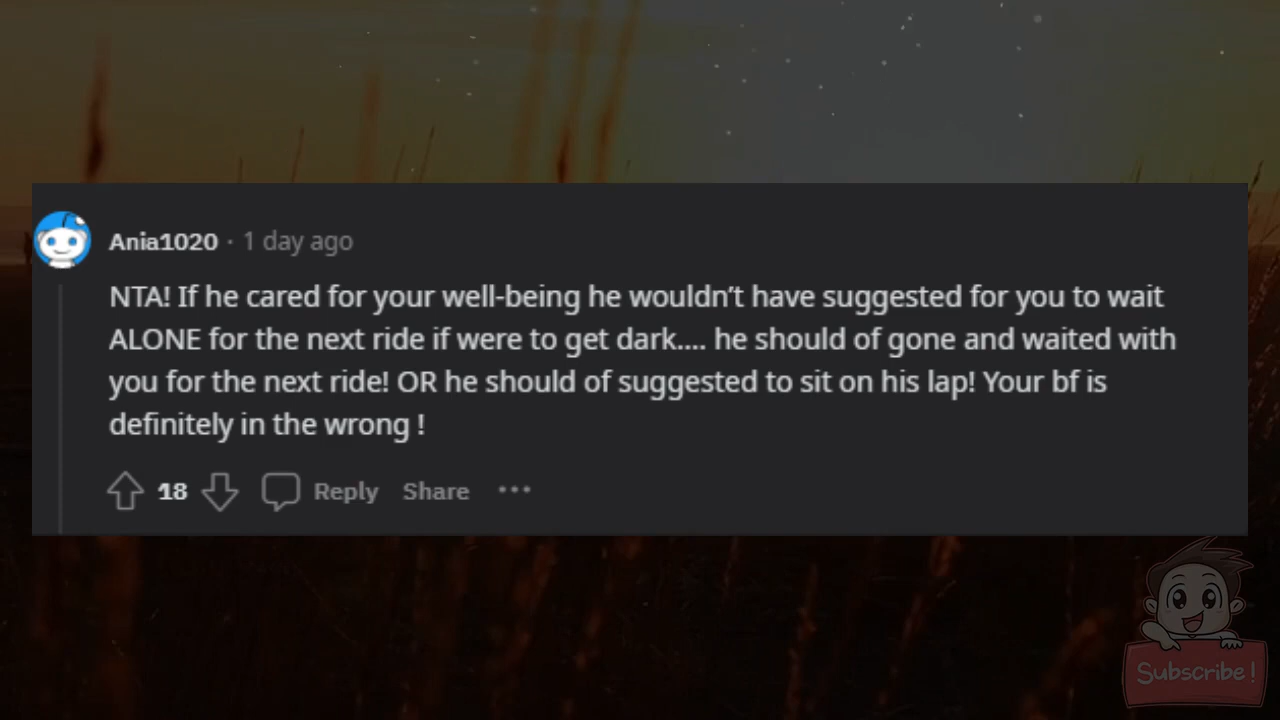 Ania1020 · 1 day ago
NTA! If he cared for your well-being he wouldn't have suggested for you to wait
ALONE for the next ride if were to get dark.... he should of gone and waited with
you for the next ride! OR he should of suggested to sit on his lap! Your bf is
definitely in the wrong !
18 Reply Share ···
Subscribe!